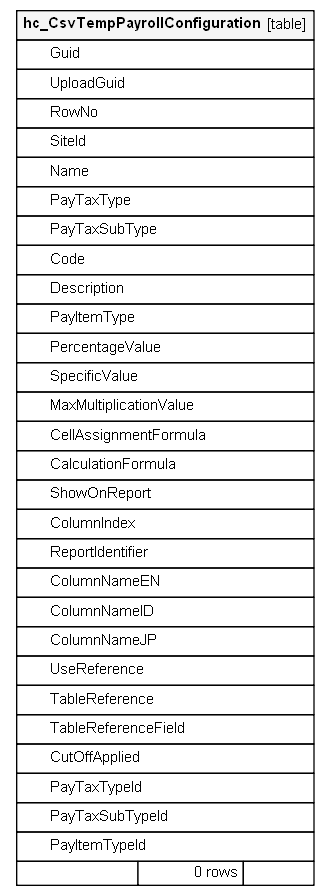 hc_CsvTempPayrollConfiguration [table]
Guid
UploadGuid
RowNo
SiteId
Name
PayTaxType
PayTaxSubType
Code
Description
PayItemType
PercentageValue
SpecificValue
MaxMultiplicationValue
CellAssignmentFormula
CalculationFormula
ShowOnReport
ColumnIndex
ReportIdentifier
ColumnNameEN
ColumnNameID
ColumnNameJP
UseReference
TableReference
TableReferenceField
CutOffApplied
PayTaxTypeId
PayTaxSubTypeId
PayItemTypeId
0 rows